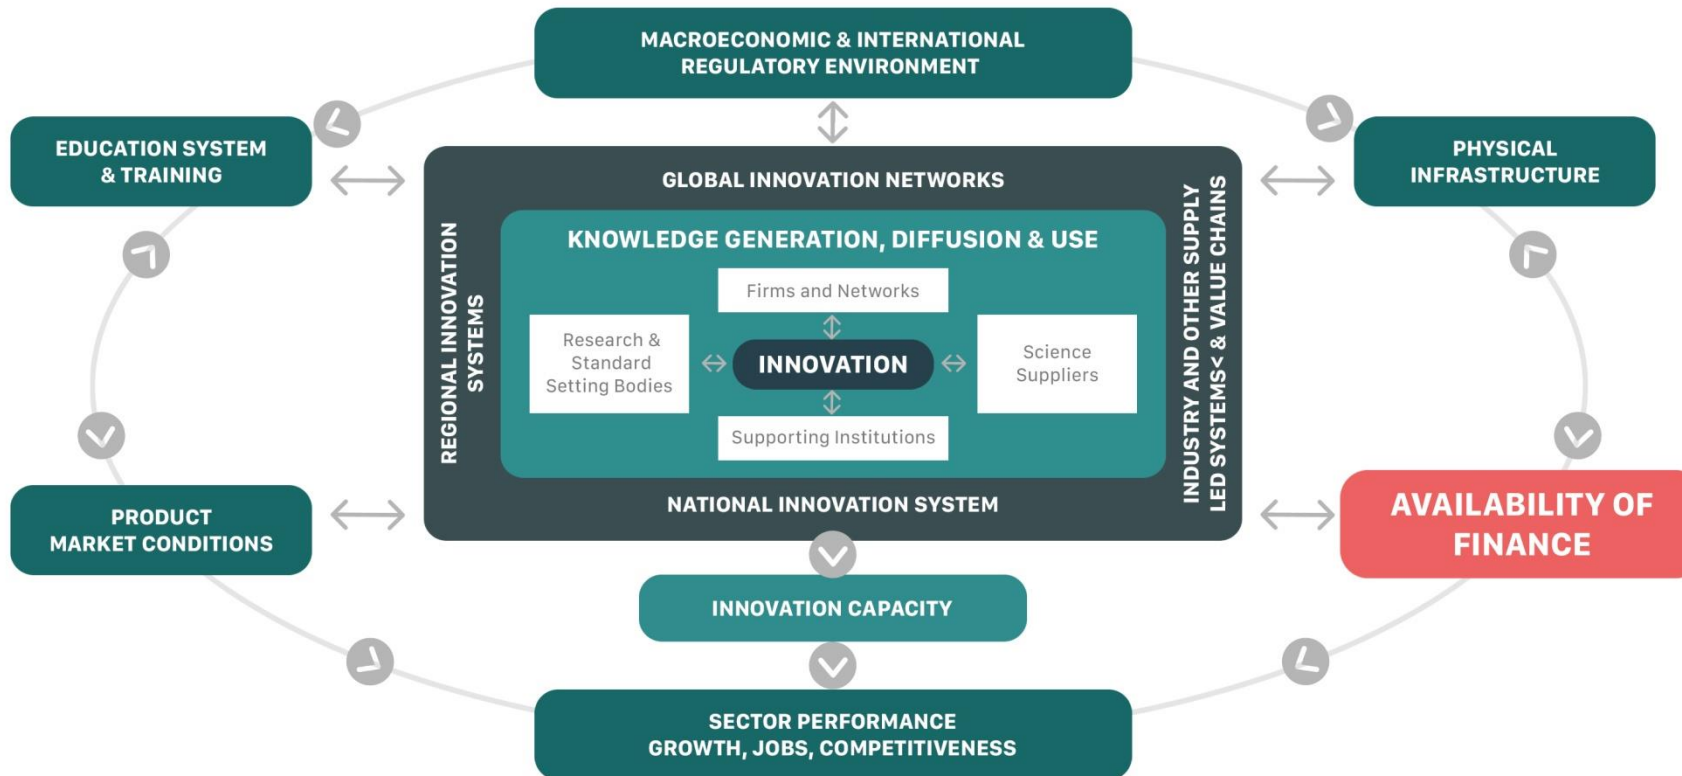 MACROECONOMIC & INTERNATIONAL
REGULATORY ENVIRONMENT
EDUCATION SYSTEM
& TRAINING
PHYSICAL
INFRASTRUCTURE
GLOBAL INNOVATION NETWORKS
REGIONAL INNOVATION
SYSTEMS
KNOWLEDGE GENERATION, DIFFUSION & USE
Firms and Networks
Research &
Standard
Setting Bodies
INNOVATION
Science
Suppliers
Supporting Institutions
INDUSTRY AND OTHER SUPPLY
LED SYSTEMS< & VALUE CHAINS
NATIONAL INNOVATION SYSTEM
PRODUCT
MARKET CONDITIONS
AVAILABILITY OF
FINANCE
INNOVATION CAPACITY
SECTOR PERFORMANCE
GROWTH, JOBS, COMPETITIVENESS